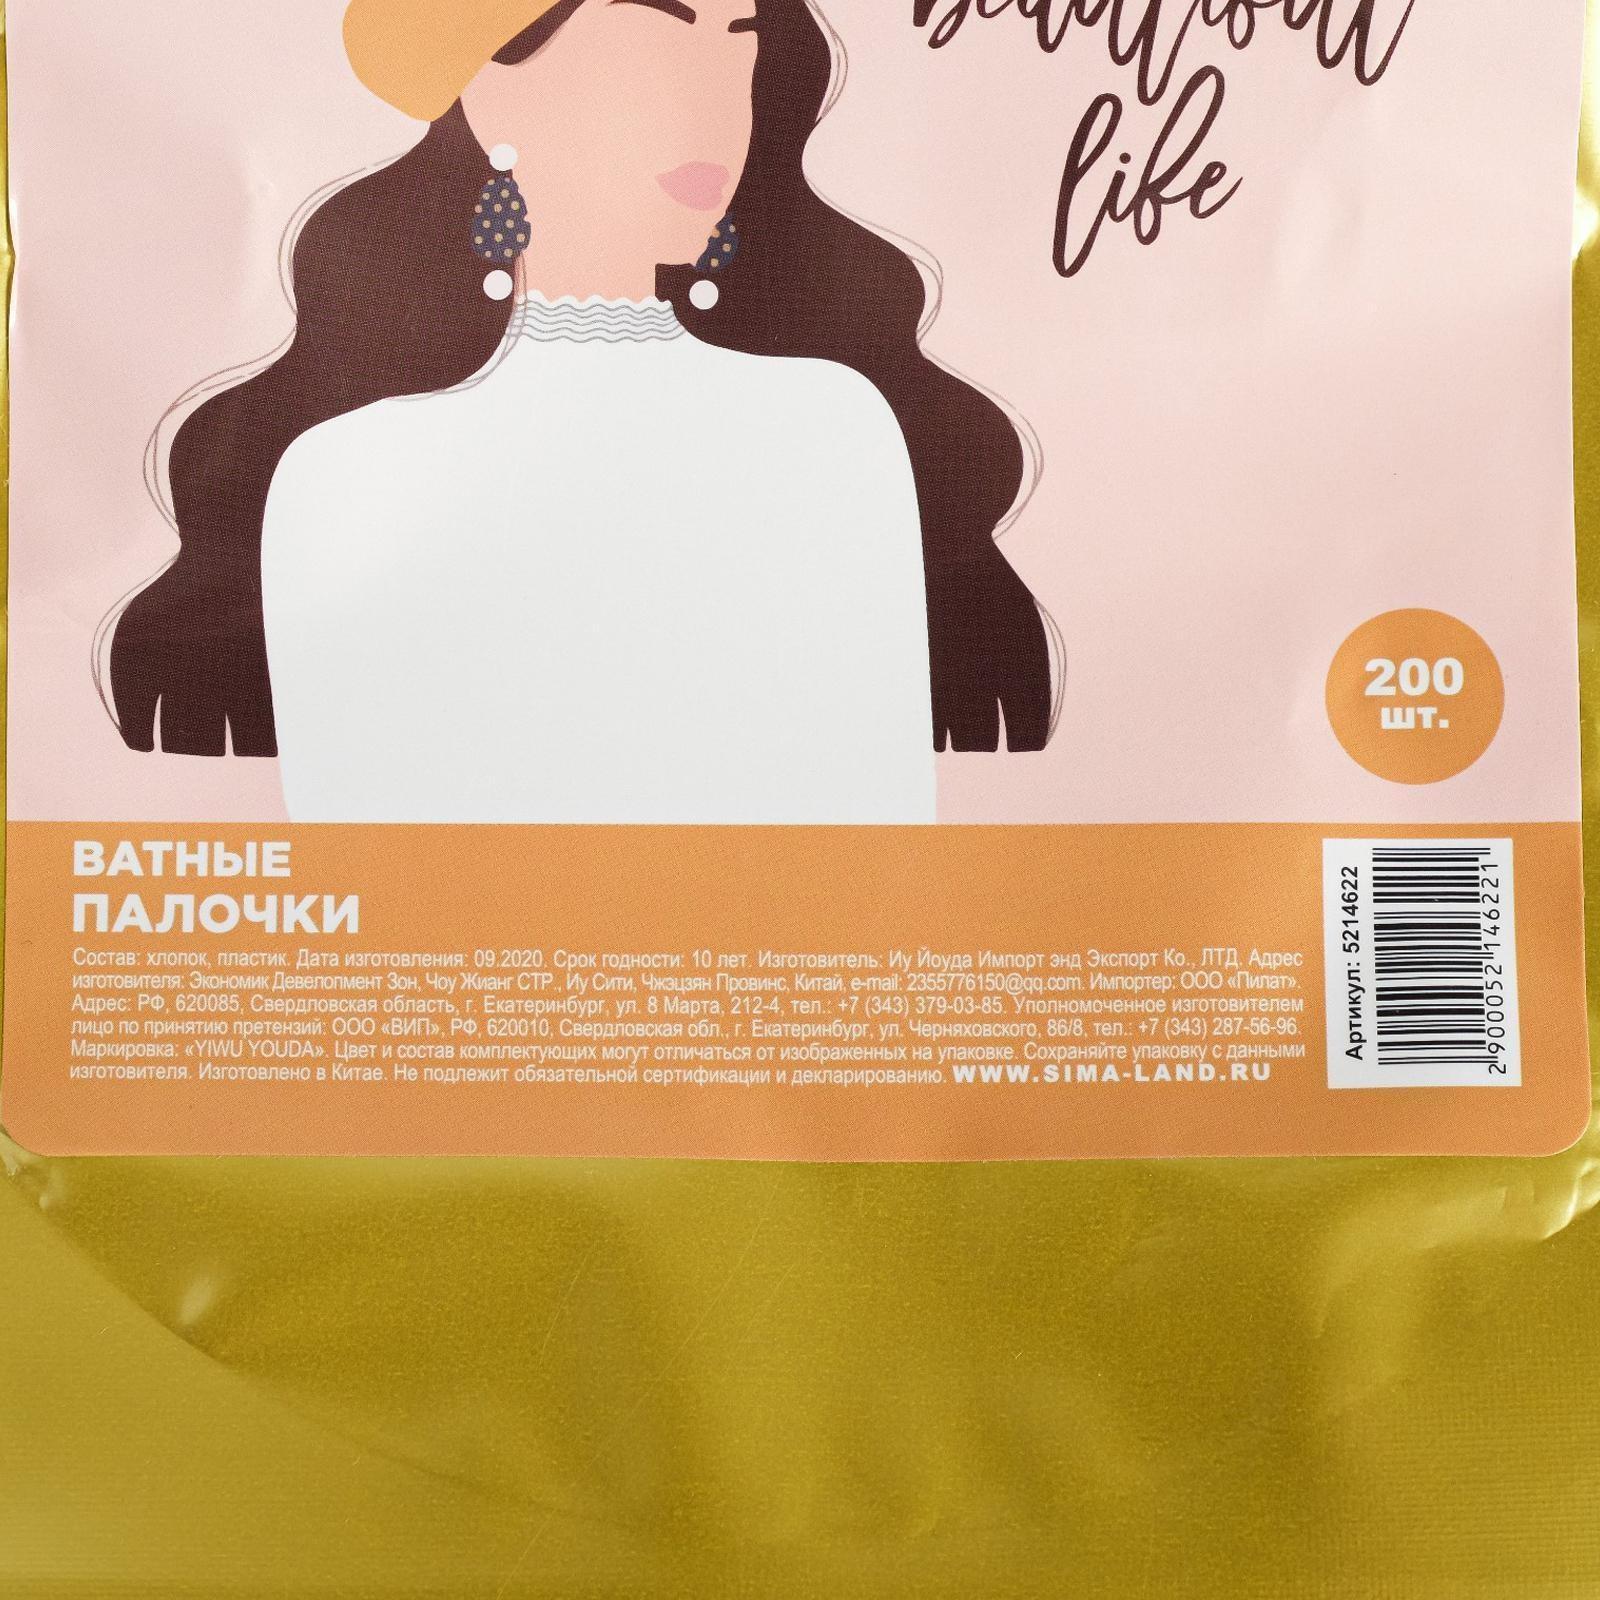 beautiful
life
200
шт.
ВАТНЫЕ
ПАЛОЧКИ
Состав: хлопок, пластик. Дата изготовления: 09.2020. Срок годности: 10 лет. Изготовитель: Иу Йоуда Импорт энд Экспорт Ко., ЛТД. Адрес
изготовителя: Экономик Девелопмент Зон, Чоу Жианг СТР., Иу Сити, Чжэцзян Провинс, Китай, e-mail: 2355776150@qq.com. Импортер: ООО «Пилат».
Адрес: РФ, 620085, Свердловская область, г. Екатеринбург, ул. 8 Марта, 212-4, тел.: +7 (343) 379-03-85. Уполномоченное изготовителем
лицо по принятию претензий: ООО «ВИП», РФ, 620010, Свердловская обл., г. Екатеринбург, ул. Черняховского, 86/8, тел.: +7 (343) 287-56-96.
Маркировка: «YIWU YOUDA». Цвет и состав комплектующих могут отличаться от изображенных на упаковке. Сохраняйте упаковку с данными
изготовителя. Изготовлено в Китае. Не подлежит обязательной сертификации и декларированию. WWW.SIMA-LAND.RU
Артикул: 5214622
2900052146221